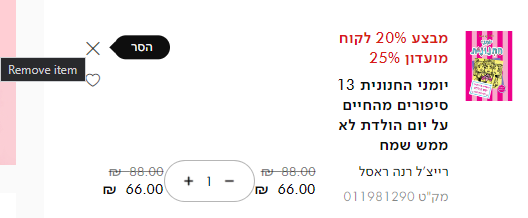 מבצע 20% לקוח
מועדון 25%
יומני החנונית 13
סיפורים מהחיים
על יום הולדת לא
ממש שמח
רייצ'ל רנה ראסל
מק"ט 011981290
88.00 ₪
66.00 ₪
− 1 +
88.00 ₪
66.00 ₪
הסר
Remove item